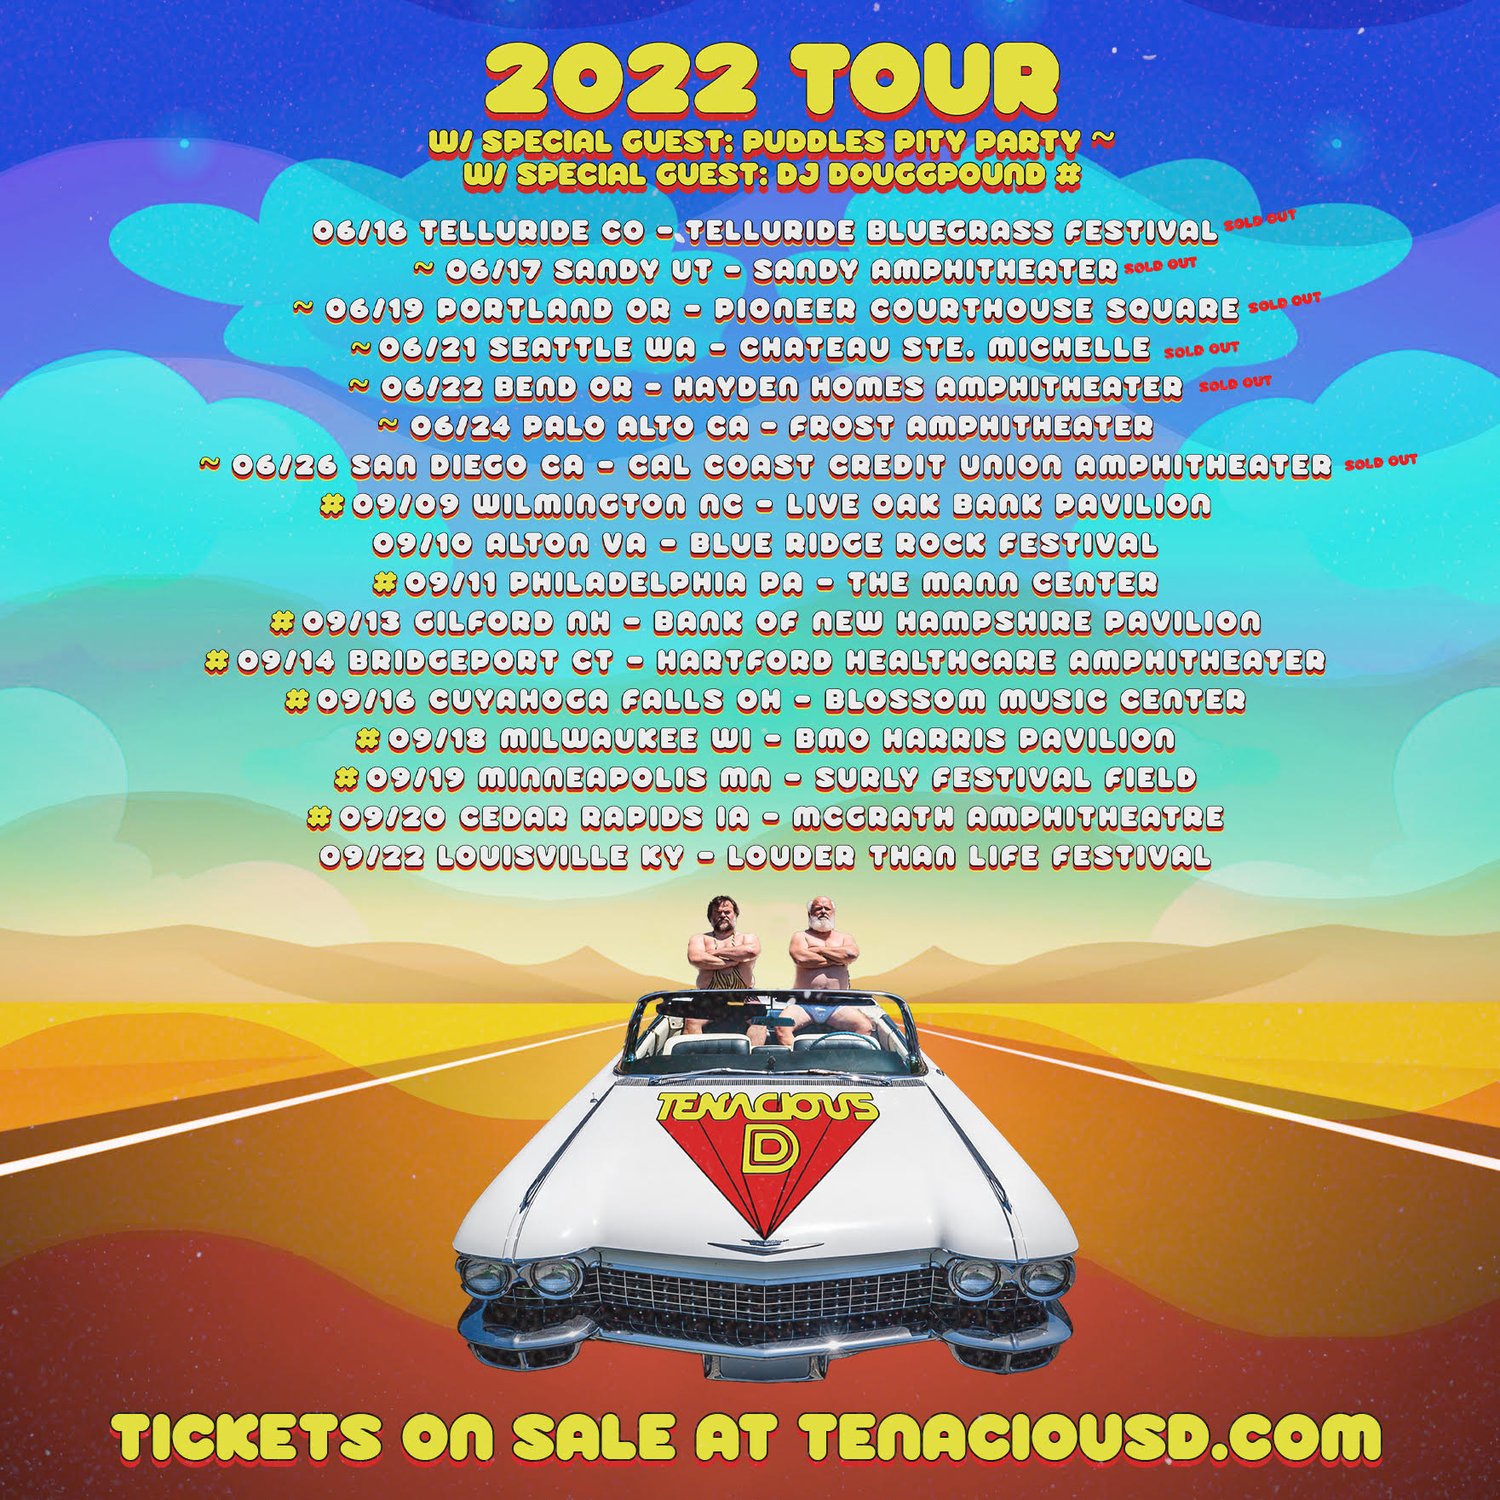 2022 TOUR
W/ SPECIAL GUEST: PUDDLES PITY PARTY ~
W/ SPECIAL GUEST: DJ DOUGGPOUND #
06/16 TELLURIDE CO - TELLURIDE BLUEGRASS FESTIVAL SOLD OUT
~ 06/17 SANDY UT - SANDY AMPHITHEATER SOLD OUT
~ 06/19 PORTLAND OR - PIONEER COURTHOUSE SQUARE SOLD OUT
~ 06/21 SEATTLE WA - CHATEAU STE. MICHELLE SOLD OUT
~ 06/22 BEND OR - HAYDEN HOMES AMPHITHEATER SOLD OUT
~ 06/24 PALO ALTO CA - FROST AMPHITHEATER
~ 06/26 SAN DIEGO CA - CAL COAST CREDIT UNION AMPHITHEATER SOLD OUT
# 09/09 WILMINGTON NC - LIVE OAK BANK PAVILION
09/10 ALTON VA - BLUE RIDGE ROCK FESTIVAL
# 09/11 PHILADELPHIA PA - THE MANN CENTER
# 09/13 GILFORD NH - BANK OF NEW HAMPSHIRE PAVILION
# 09/14 BRIDGEPORT CT - HARTFORD HEALTHCARE AMPHITHEATER
# 09/16 CUYAHOGA FALLS OH - BLOSSOM MUSIC CENTER
# 09/18 MILWAUKEE WI - BMO HARRIS PAVILION
# 09/19 MINNEAPOLIS MN - SURLY FESTIVAL FIELD
# 09/20 CEDAR RAPIDS IA - MCGRATH AMPHITHEATRE
09/22 LOUISVILLE KY - LOUDER THAN LIFE FESTIVAL
TENACIOUS
D
TICKETS ON SALE AT TENACIOUSD.COM